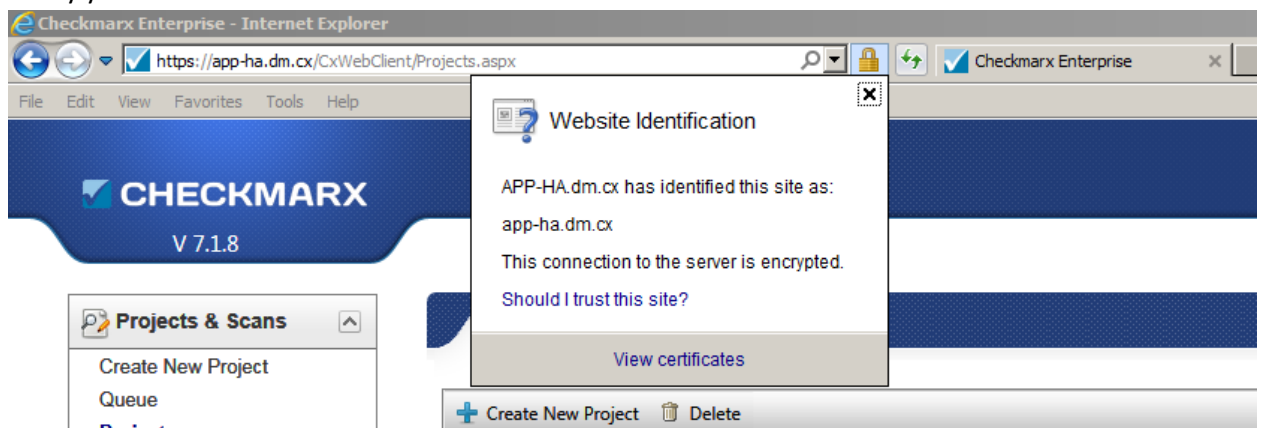 Checkmarx Enterprise - Internet Explorer
https://app-ha.dm.cx/CxWebClient/Projects.aspx
Checkmarx Enterprise
File Edit View Favorites Tools Help
Website Identification
APP-HA.dm.cx has identified this site as:
app-ha.dm.cx
This connection to the server is encrypted.
Should I trust this site?
View certificates
CHECKMARX
V 7.1.8
Projects & Scans
Create New Project
Queue
Create New Project Delete